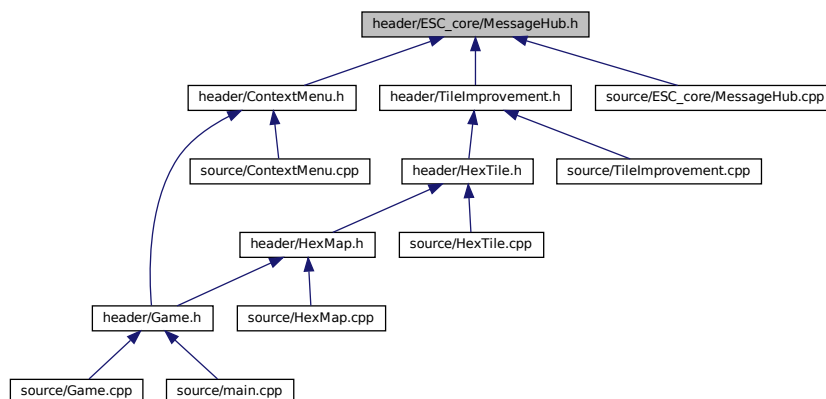 header/ESC_core/MessageHub.h
header/ContextMenu.h
header/TileImprovement.h
source/ESC_core/MessageHub.cpp
source/ContextMenu.cpp
header/HexTile.h
source/TileImprovement.cpp
header/HexMap.h
source/HexTile.cpp
header/Game.h
source/HexMap.cpp
source/Game.cpp
source/main.cpp